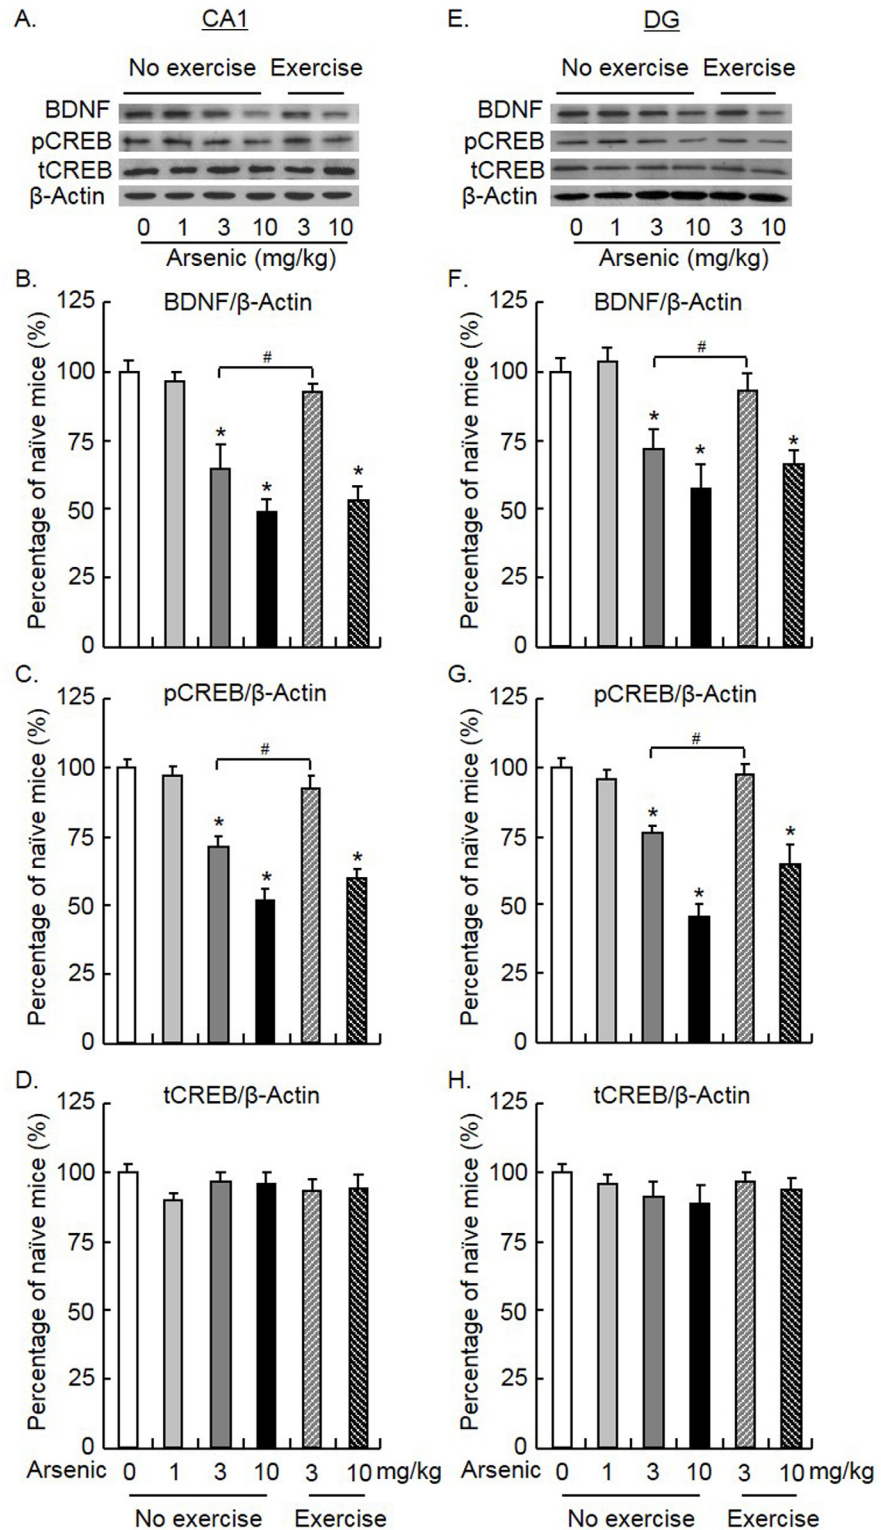 A. CA1
No exercise Exercise
BDNF
pCREB
tCREB
β-Actin
0 1 3 10 3 10
Arsenic (mg/kg)
B.
BDNF/β-Actin
Percentage of naïve mice (%)
125
100
75
50
25
0
#
*
*
*
C.
pCREB/β-Actin
Percentage of naïve mice (%)
125
100
75
50
25
0
#
*
*
*
D.
tCREB/β-Actin
Percentage of naïve mice (%)
125
100
75
50
25
0
Arsenic 0 1 3 10 3 10 mg/kg
No exercise Exercise
E. DG
No exercise Exercise
BDNF
pCREB
tCREB
β-Actin
0 1 3 10 3 10
Arsenic (mg/kg)
F.
BDNF/β-Actin
Percentage of naïve mice (%)
125
100
75
50
25
0
#
*
*
*
G.
pCREB/β-Actin
Percentage of naïve mice (%)
125
100
75
50
25
0
#
*
*
*
H.
tCREB/β-Actin
Percentage of naïve mice (%)
125
100
75
50
25
0
Arsenic 0 1 3 10 3 10 mg/kg
No exercise Exercise